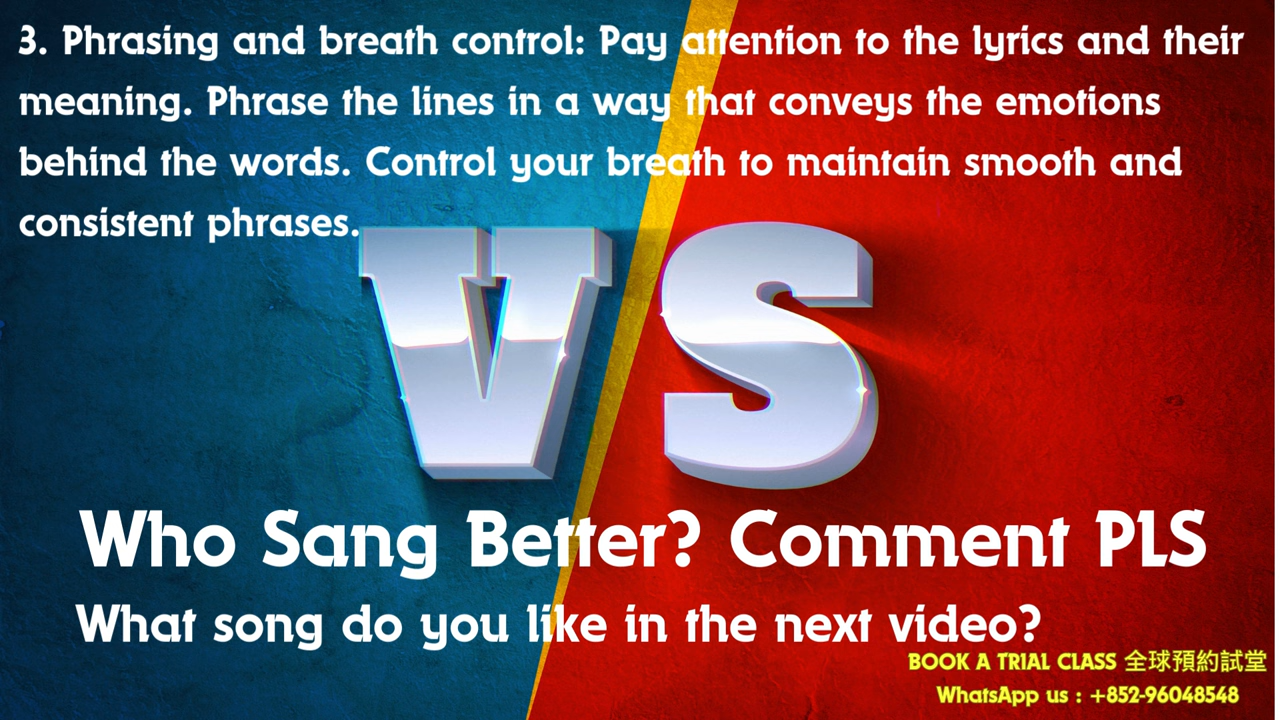 3. Phrasing and breath control: Pay attention to the lyrics and their
meaning. Phrase the lines in a way that conveys the emotions
behind the words. Control your breath to maintain smooth and
consistent phrases.
VS
Who Sang Better? Comment PLS
What song do you like in the next video?
BOOK A TRIAL CLASS 全球預約試堂
WhatsApp us : +852-96048548